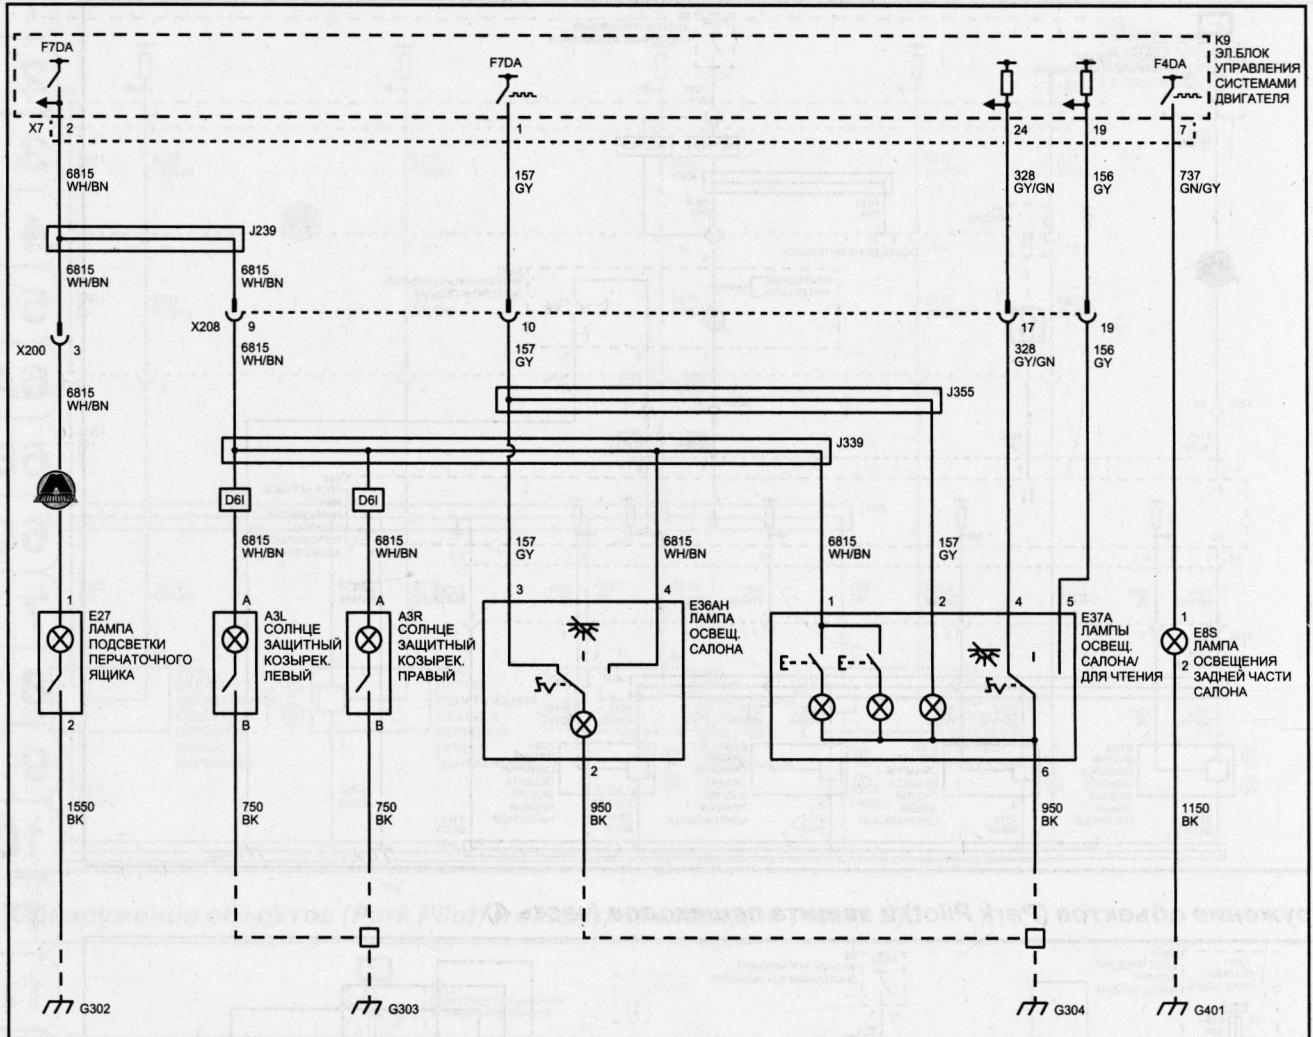 F7DA
F7DA
F4DA
K9
ЭЛ.БЛОК
УПРАВЛЕНИЯ
СИСТЕМАМИ
ДВИГАТЕЛЯ
X7 2 1 24 19 7
6815
WH/BN
157
GY
328
GY/GN
156
GY
737
GN/GY
J239
6815
WH/BN
6815
WH/BN
X208 9 10 17 19
X200 3
6815
WH/BN
157
GY
328
GY/GN
156
GY
6815
WH/BN
J355
J339
A
D6I
D6I
6815
WH/BN
6815
WH/BN
157
GY
6815
WH/BN
6815
WH/BN
157
GY
1 A A 3 4 1 2 4 5 1
E27
ЛАМПА
ПОДСВЕТКИ
ПЕРЧАТОЧНОГО
ЯЩИКА
A3L
СОЛНЦЕ
ЗАЩИТНЫЙ
КОЗЫРЕК.
ЛЕВЫЙ
A3R
СОЛНЦЕ
ЗАЩИТНЫЙ
КОЗЫРЕК.
ПРАВЫЙ
E36AH
ЛАМПА
ОСВЕЩ.
САЛОНА
E37A
ЛАМПЫ
ОСВЕЩ.
САЛОНА/
ДЛЯ ЧТЕНИЯ
E8S
ЛАМПА
ОСВЕЩЕНИЯ
ЗАДНЕЙ ЧАСТИ
САЛОНА
2 B B 2 6 2
1550
BK
750
BK
750
BK
950
BK
950
BK
1150
BK
G302
G303
G304
G401